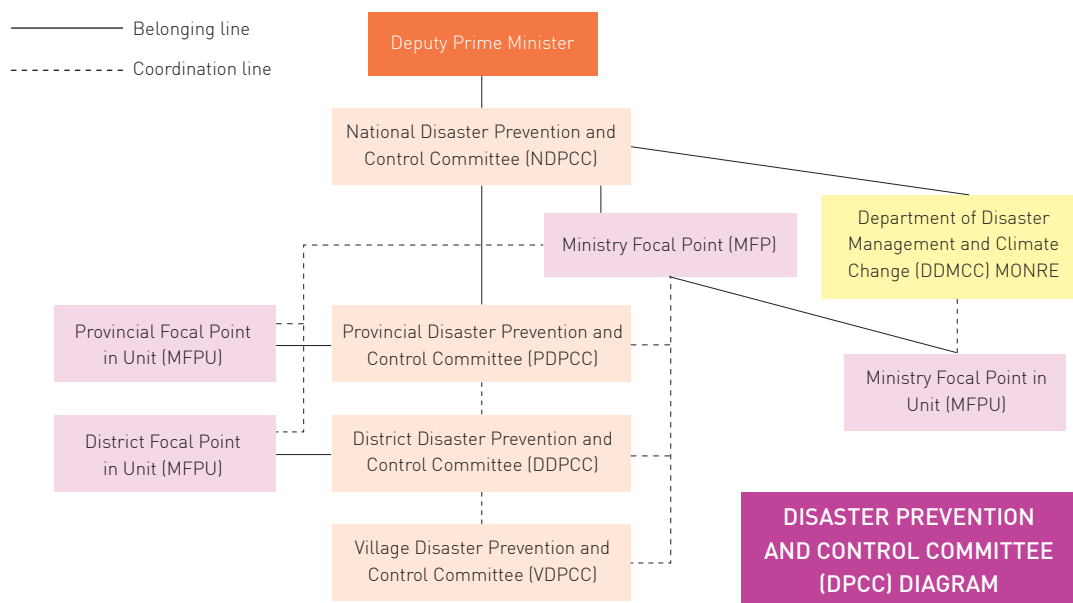 Belonging line
Coordination line
Deputy Prime Minister
National Disaster Prevention and
Control Committee (NDPCC)
Ministry Focal Point (MFP)
Department of Disaster
Management and Climate
Change (DDMCC) MONRE
Provincial Focal Point
in Unit (MFPU)
Provincial Disaster Prevention and
Control Committee (PDPCC)
Ministry Focal Point in
Unit (MFPU)
District Focal Point
in Unit (MFPU)
District Disaster Prevention and
Control Committee (DDPCC)
Village Disaster Prevention and
Control Committee (VDPCC)
DISASTER PREVENTION
AND CONTROL COMMITTEE
(DPCC) DIAGRAM